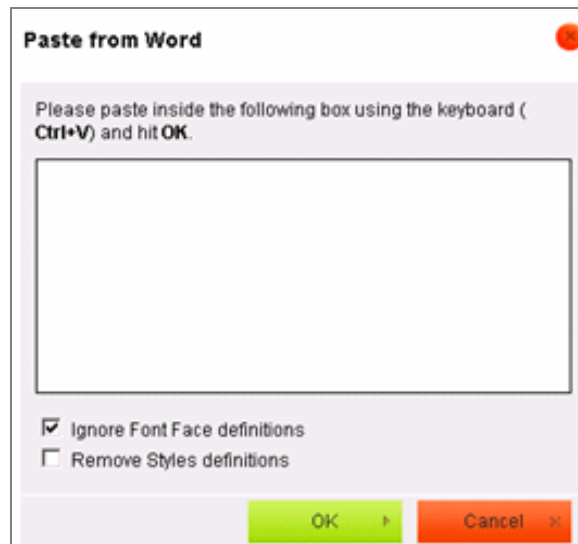 Paste from Word
Please paste inside the following box using the keyboard (
Ctrl+V) and hit OK.
Ignore Font Face definitions
Remove Styles definitions
OK
Cancel